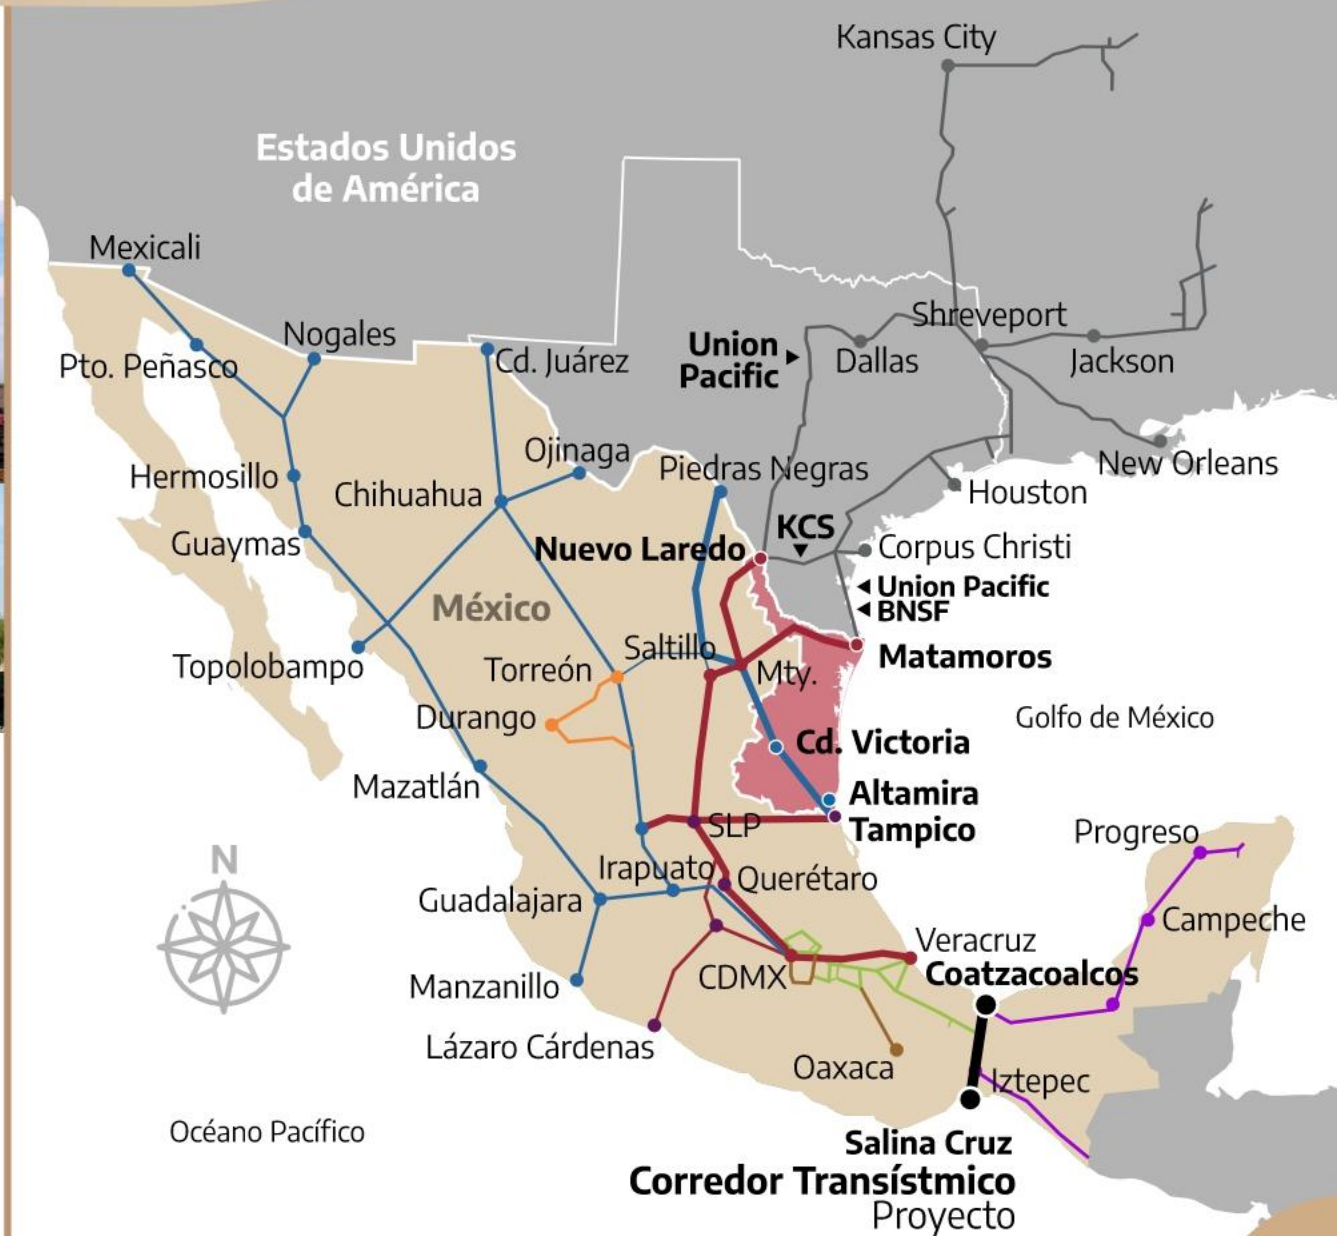 Kansas City
Estados Unidos
de América
Mexicali
Nogales
Pto. Peñasco
Cd. Juárez
Union
Pacific
Dallas
Shreveport
Jackson
Ojinaga
Piedras Negras
New Orleans
Hermosillo
Chihuahua
Houston
Guaymas
Nuevo Laredo
KCS
Corpus Christi
Union Pacific
BNSF
México
Topolobampo
Torreón
Saltillo
Mty.
Matamoros
Durango
Golfo de México
Cd. Victoria
Mazatlán
Altamira
Tampico
SLP
Progreso
N
Irapuato
Querétaro
Guadalajara
Campeche
Veracruz
Coatzacoalcos
Manzanillo
CDMX
Lázaro Cárdenas
Oaxaca
Iztepec
Océano Pacífico
Salina Cruz
Corredor Transístmico
Proyecto